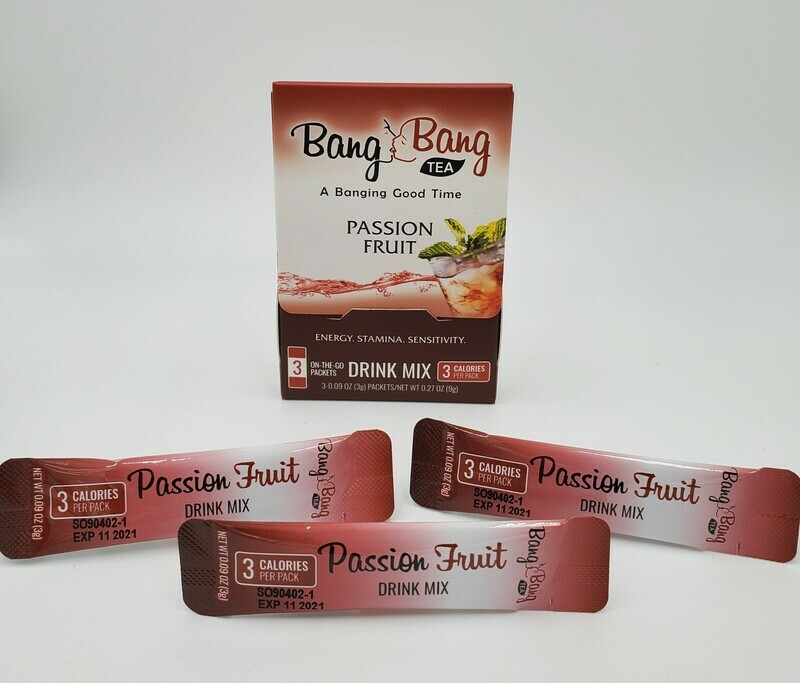 Bang Bang
TEA
A Banging Good Time
PASSION
FRUIT
ENERGY. STAMINA. SENSITIVITY.
3
ON-THE-GO
PACKETS
DRINK MIX
3 CALORIES
PER PACK
3-0.09 OZ (3g) PACKETS/NET WT 0.27 OZ (9g)
NET WT 0.09 OZ (3g)
3 CALORIES
PER PACK
SO90402-1
EXP 11 2021
Passion Fruit
DRINK MIX
Bang Bang
TEA
NET WT 0.09 OZ (3g)
3 CALORIES
PER PACK
SO90402-1
EXP 11 2021
Passion Fruit
DRINK MIX
Bang Bang
TEA
NET WT 0.09 OZ (3g)
3 CALORIES
PER PACK
SO90402-1
EXP 11 2021
Passion Fruit
DRINK MIX
Bang Bang
TEA